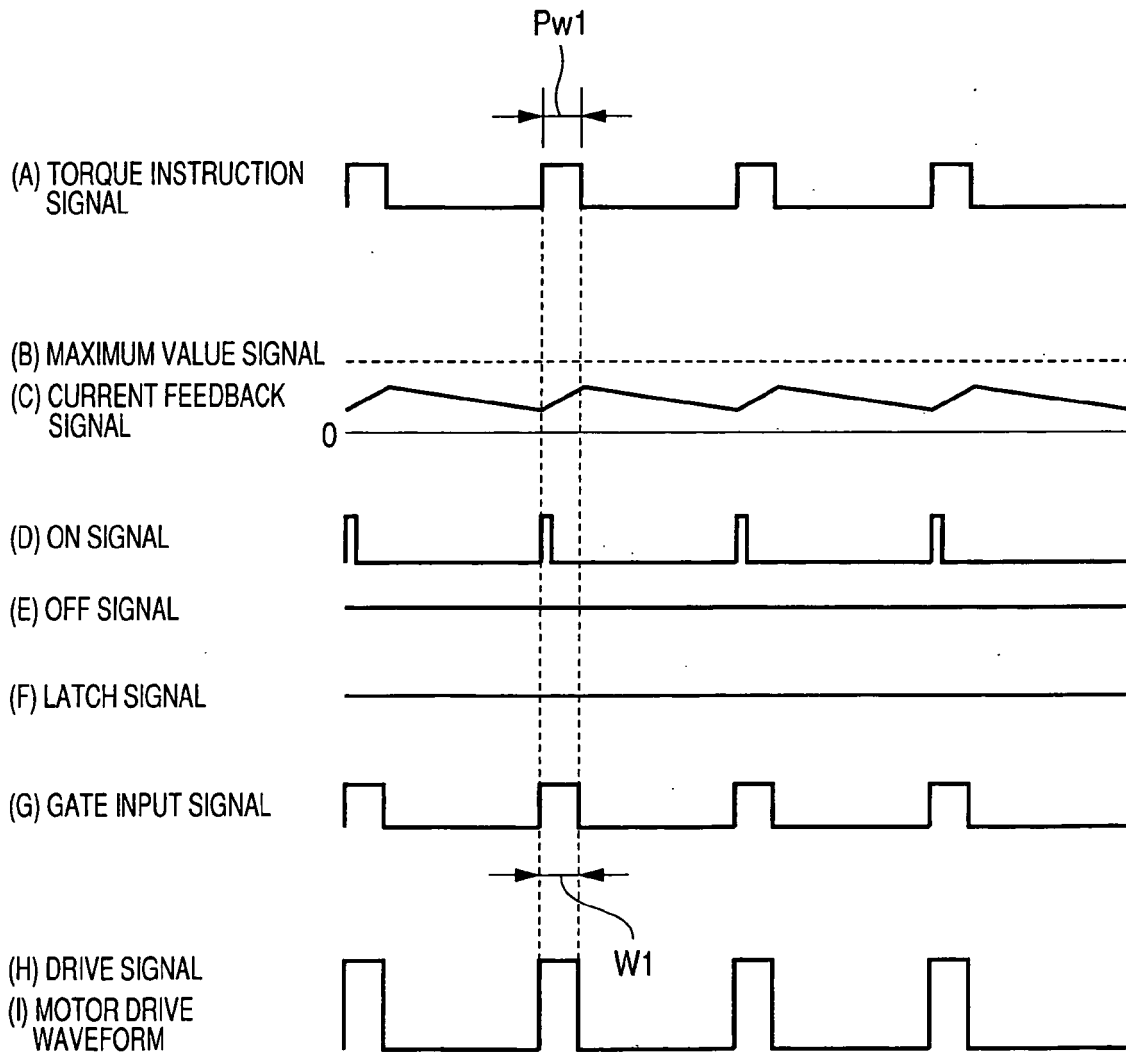 Pw1
(A) TORQUE INSTRUCTION
SIGNAL
(B) MAXIMUM VALUE SIGNAL
(C) CURRENT FEEDBACK
SIGNAL
0
(D) ON SIGNAL
(E) OFF SIGNAL
(F) LATCH SIGNAL
(G) GATE INPUT SIGNAL
W1
(H) DRIVE SIGNAL
(I) MOTOR DRIVE
WAVEFORM